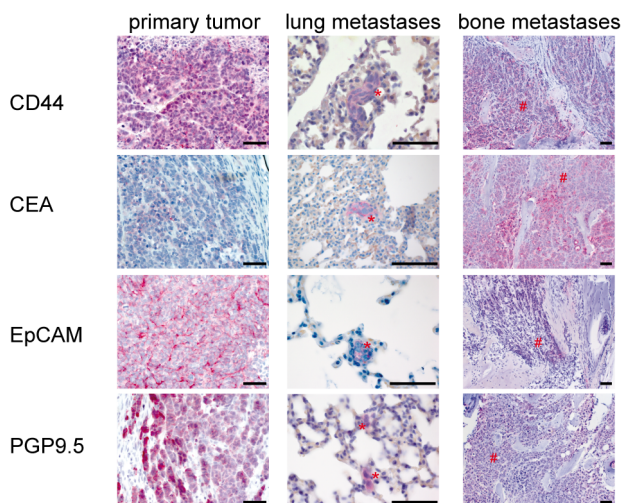 primary tumor lung metastases bone metastases
CD44 * #
CEA * #
EpCAM * #
PGP9.5 * * #